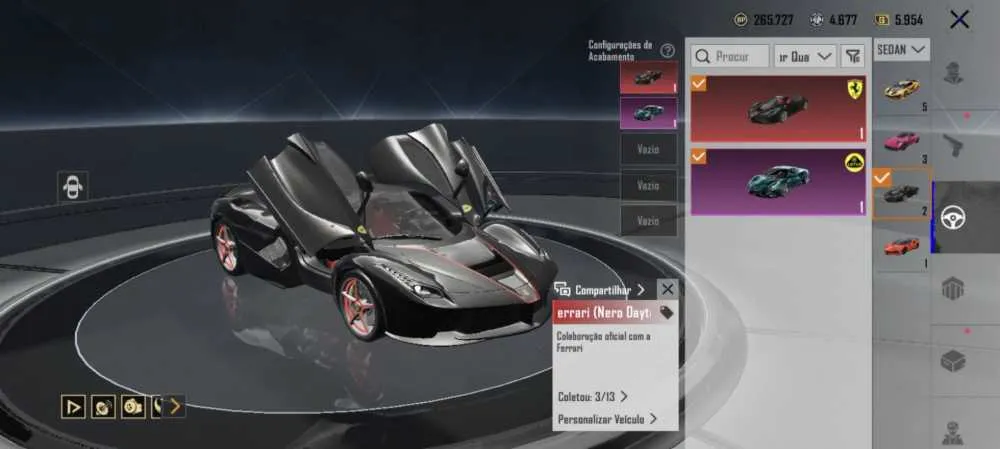 265.727
4.677
5.954
Configurações de
Acabamento
?
Procur
ır Qua
SEDAN
1
1
Vazio
Vazio
Vazio
1
1
5
3
2
1
Compartilhar
errari (Nero Dayt
Colaboração oficial com a
Ferrari
Coletou: 3/13
Personalizar Veículo